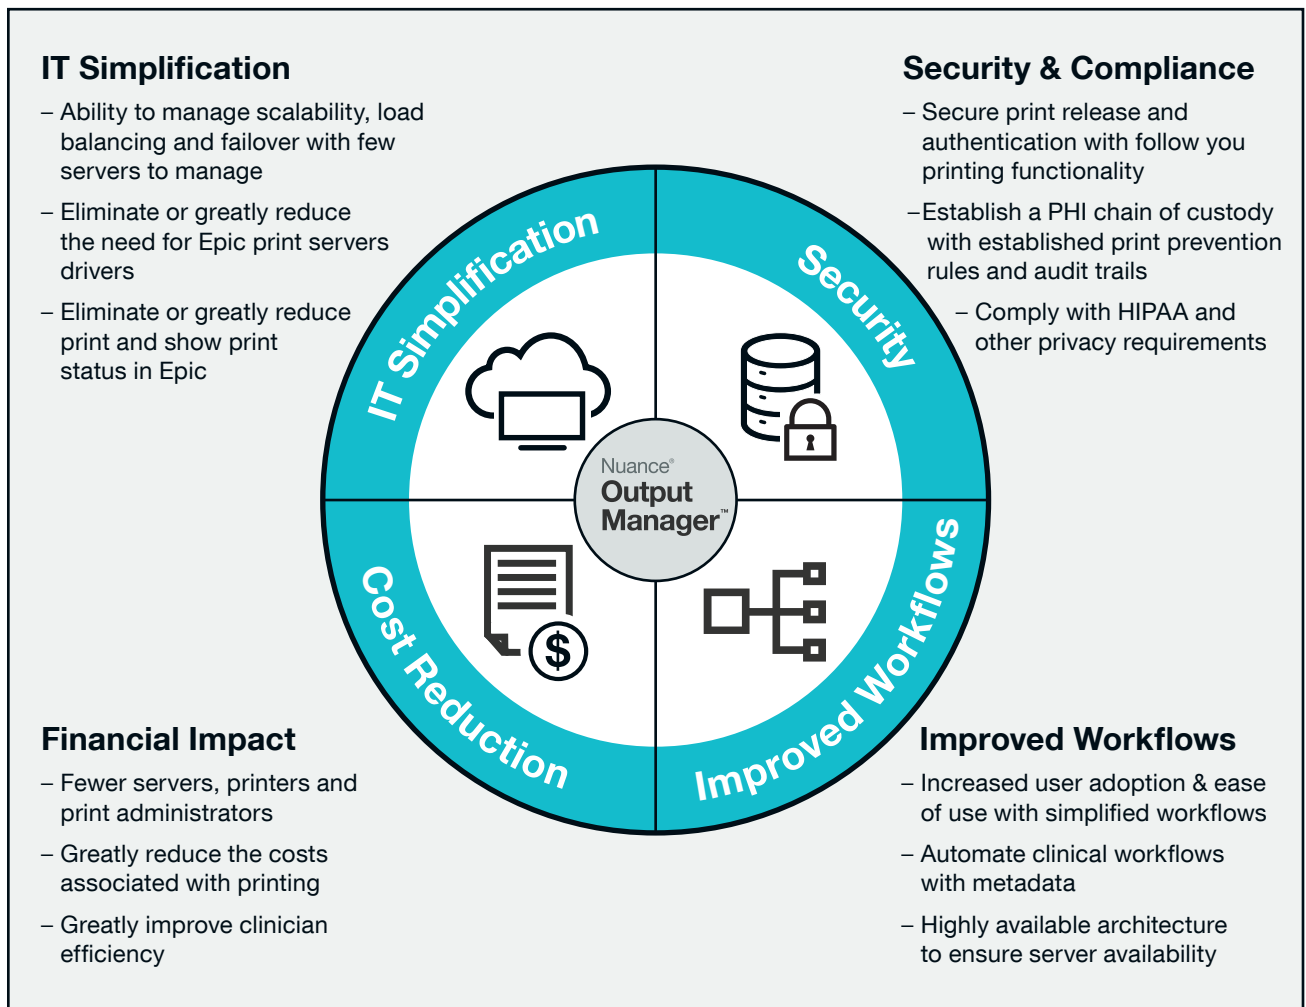 IT Simplification
– Ability to manage scalability, load
balancing and failover with few
servers to manage
– Eliminate or greatly reduce
the need for Epic print servers
drivers
– Eliminate or greatly reduce
print and show print
status in Epic
Security & Compliance
– Secure print release and
authentication with follow you
printing functionality
–Establish a PHI chain of custody
with established print prevention
rules and audit trails
– Comply with HIPAA and
other privacy requirements
IT Simplification
Security
Nuance®
Output
Manager™
Cost Reduction
$
Improved Workflows
Financial Impact
– Fewer servers, printers and
print administrators
– Greatly reduce the costs
associated with printing
– Greatly improve clinician
efficiency
Improved Workflows
– Increased user adoption & ease
of use with simplified workflows
– Automate clinical workflows
with metadata
– Highly available architecture
to ensure server availability